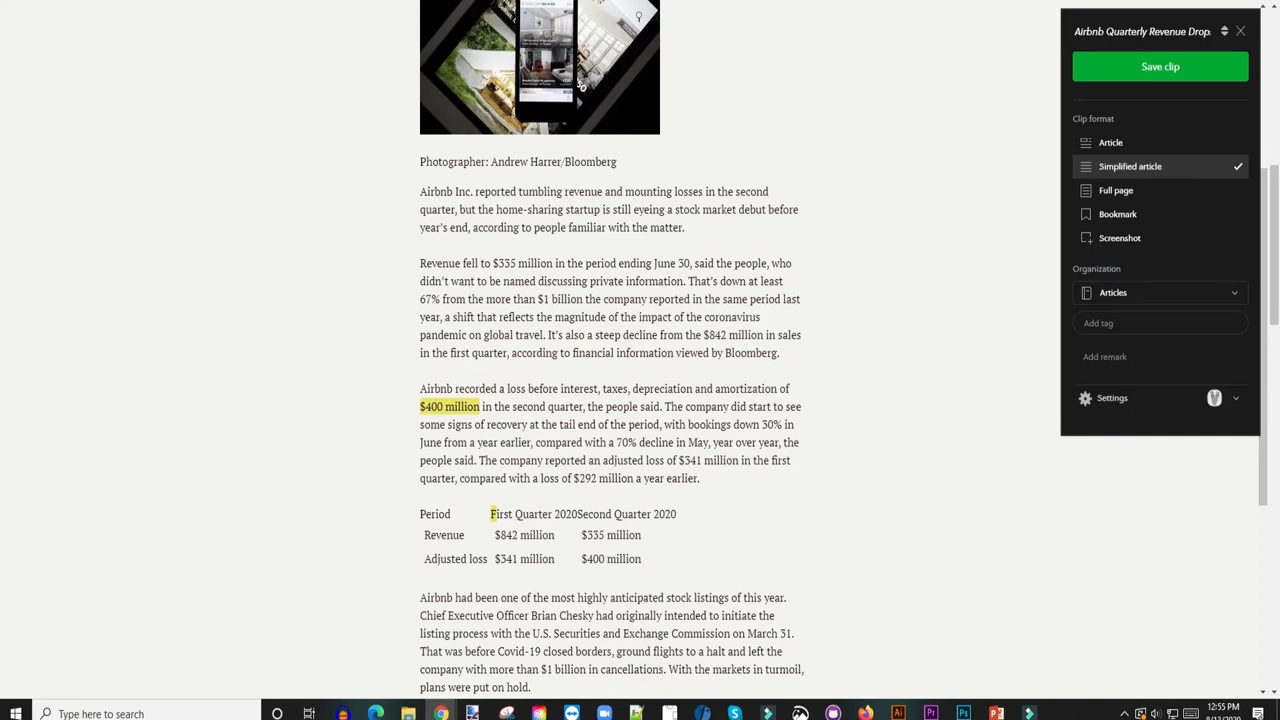 Airbnb Quarterly Revenue Drop
Save clip
Clip format
Article
Simplified article
Full page
Bookmark
Screenshot
Organization
Articles
Add tag
Add remark
Settings
Photographer: Andrew Harrer/Bloomberg
Airbnb Inc. reported tumbling revenue and mounting losses in the second
quarter, but the home-sharing startup is still eyeing a stock market debut before
year's end, according to people familiar with the matter.
Revenue fell to $335 million in the period ending June 30, said the people, who
didn't want to be named discussing private information. That's down at least
67% from the more than $1 billion the company reported in the same period last
year, a shift that reflects the magnitude of the impact of the coronavirus
pandemic on global travel. It's also a steep decline from the $842 million in sales
in the first quarter, according to financial information viewed by Bloomberg.
Airbnb recorded a loss before interest, taxes, depreciation and amortization of
$400 million in the second quarter, the people said. The company did start to see
some signs of recovery at the tail end of the period, with bookings down 30% in
June from a year earlier, compared with a 70% decline in May, year over year, the
people said. The company reported an adjusted loss of $341 million in the first
quarter, compared with a loss of $292 million a year earlier.
Period First Quarter 2020Second Quarter 2020
Revenue $842 million $335 million
Adjusted loss $341 million $400 million
Airbnb had been one of the most highly anticipated stock listings of this year.
Chief Executive Officer Brian Chesky had originally intended to initiate the
listing process with the U.S. Securities and Exchange Commission on March 31.
That was before Covid-19 closed borders, ground flights to a halt and left the
company with more than $1 billion in cancellations. With the markets in turmoil,
plans were put on hold.
Type here to search
12:55 PM
8/13/2020